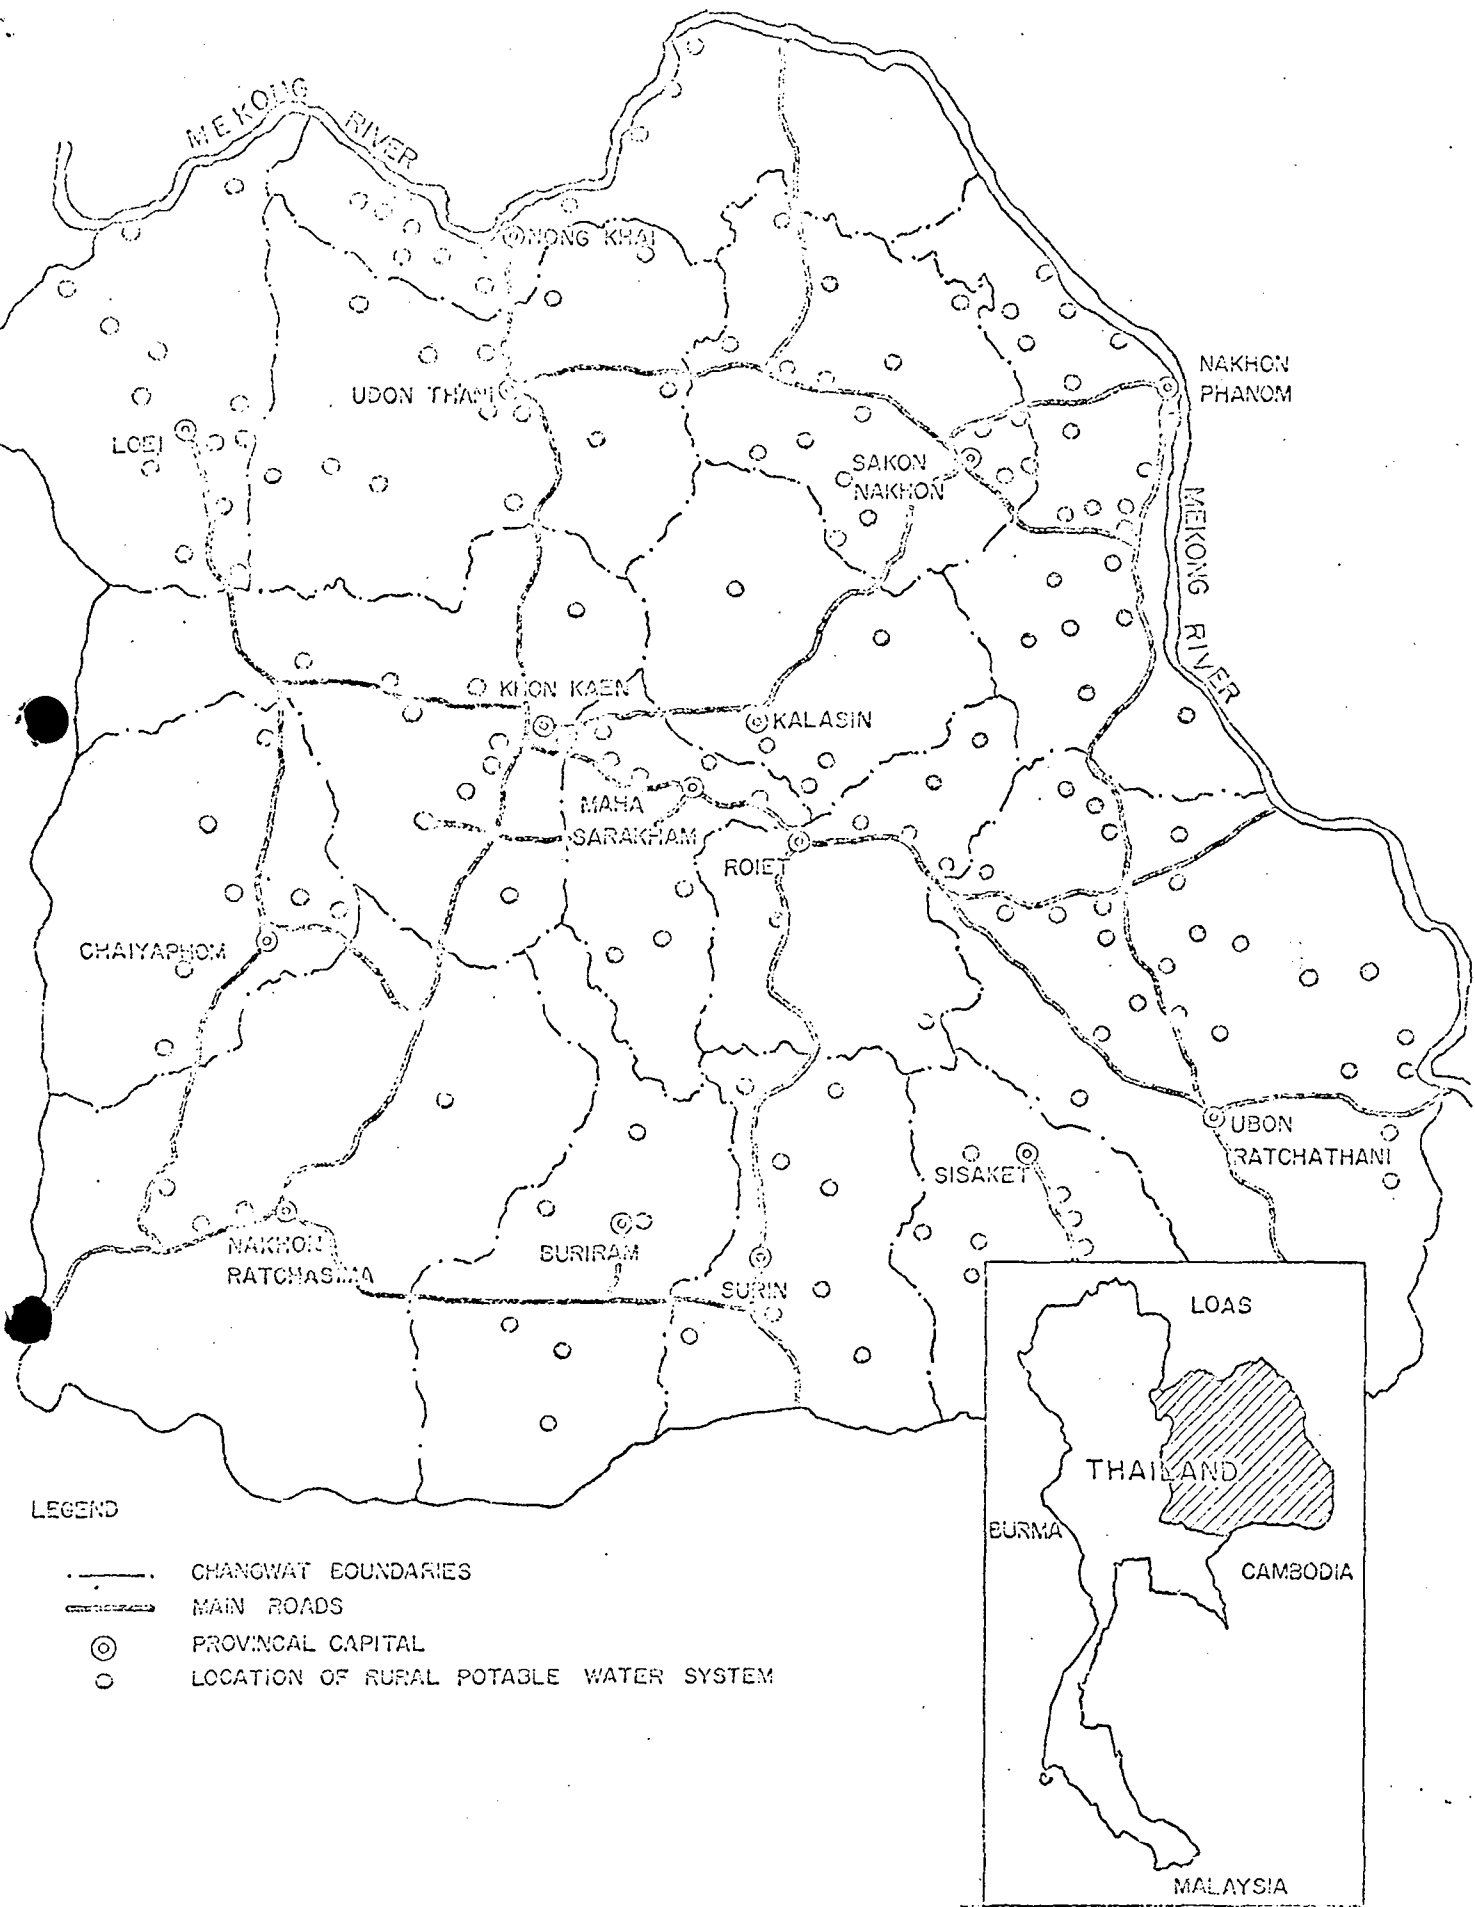 MEKONG RIVER
NONG KHAI
UDON THANI
LOEI
NAKHON
PHANOM
SAKON
NAKHON
MEKONG RIVER
KHON KAEN
KALASIN
MAHA
SARAKHAM
ROIET
CHAIYAPHOM
UBON
RATCHATHANI
SISAKET
NAKHON
RATCHASIMA
BURIRAM
SURIN
LOAS
THAILAND
BURMA
CAMBODIA
MALAYSIA
LEGEND
CHANGWAT BOUNDARIES
MAIN ROADS
PROVINCAL CAPITAL
LOCATION OF RURAL POTABLE WATER SYSTEM